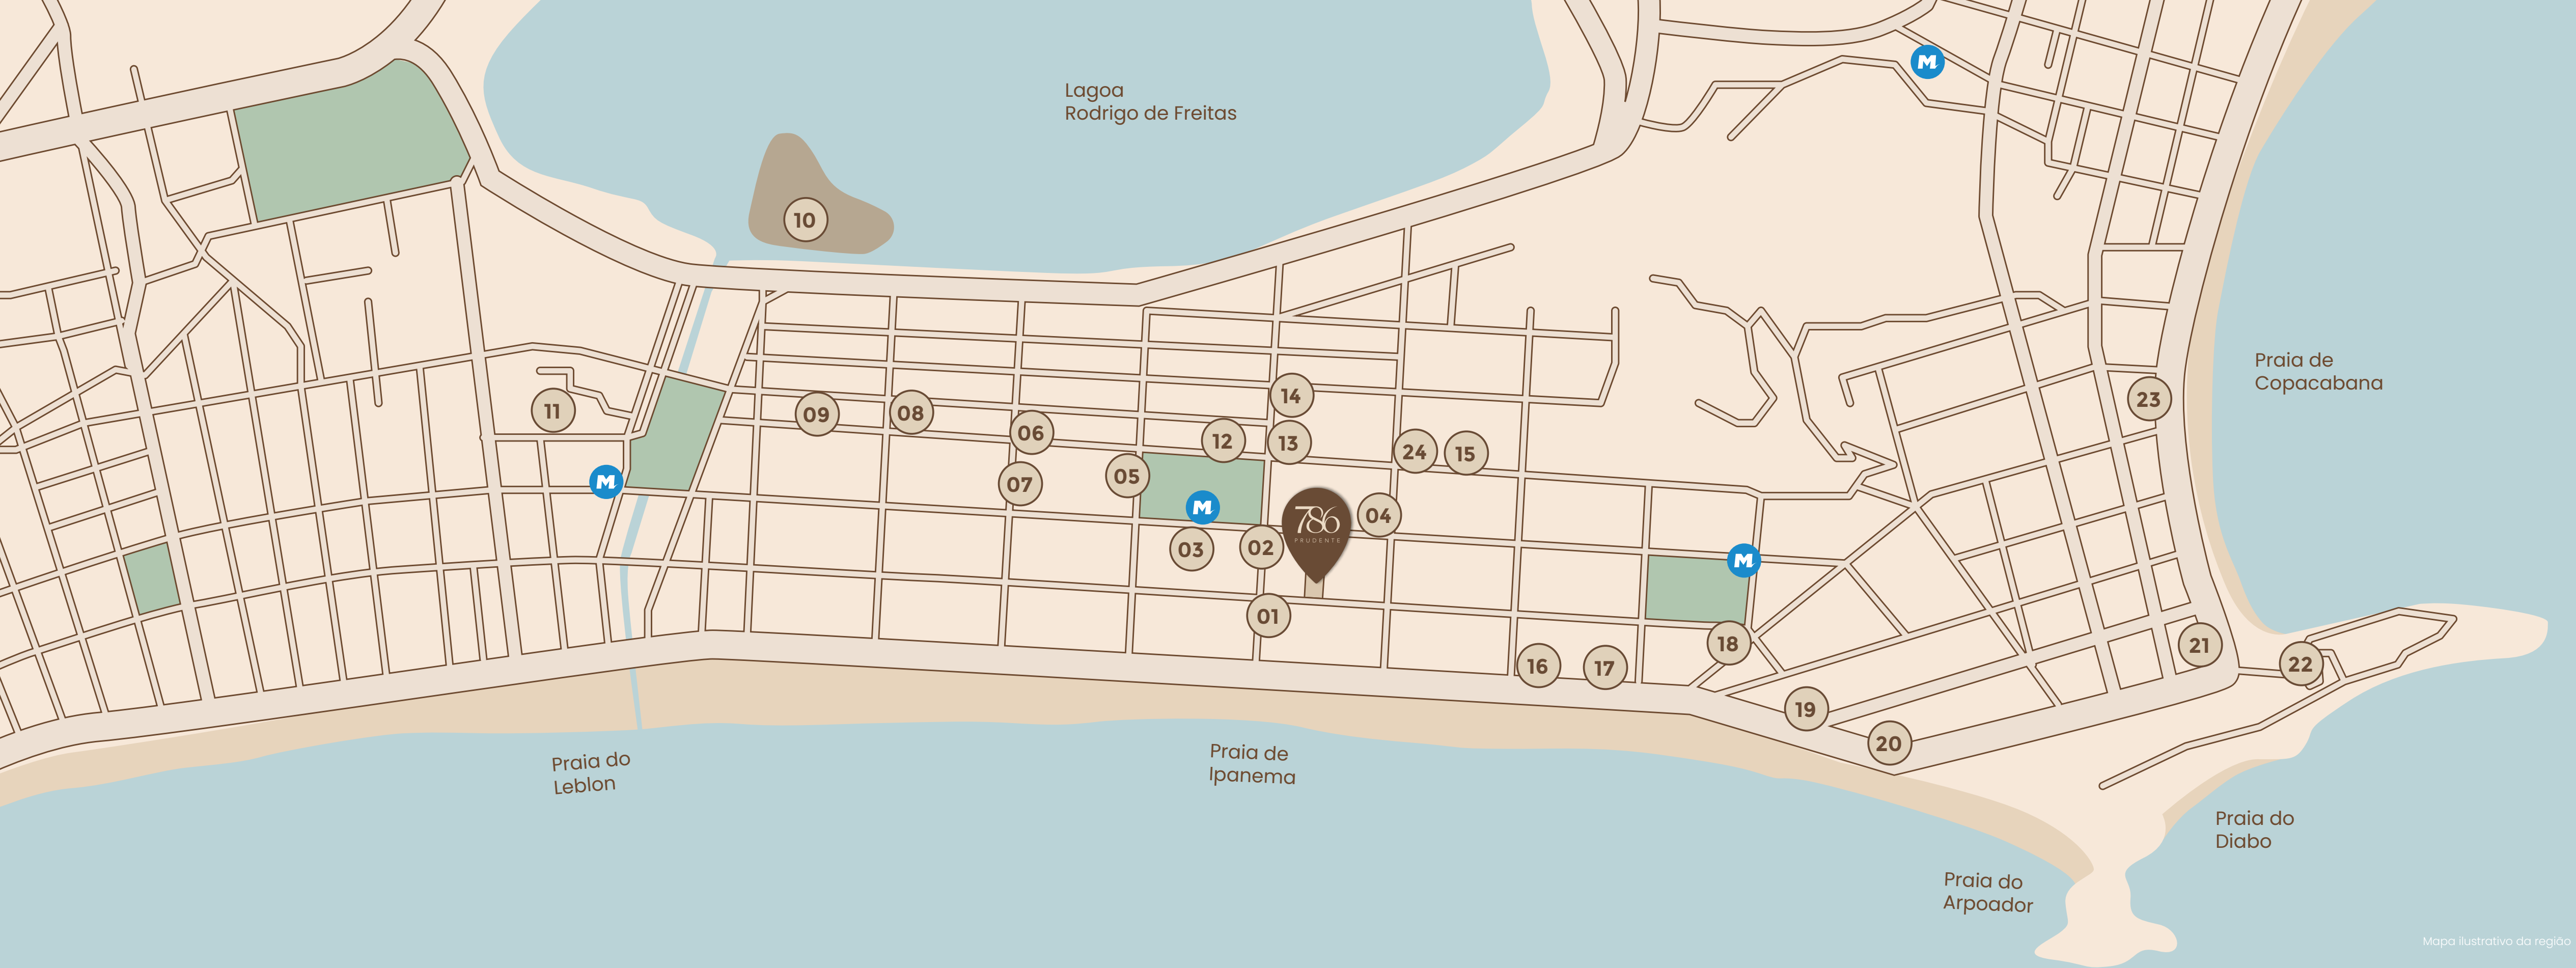 M
Lagoa
Rodrigo de Freitas
10
Praia de
Copacabana
11
09
08
06
07
05
12
14
13
24
15
23
M
M
03
02
786
PRUDENTE
04
01
M
16
17
18
19
20
21
22
Praia do
Leblon
Praia de
Ipanema
Praia do
Diabo
Praia do
Arpoador
Mapa ilustrativo da região